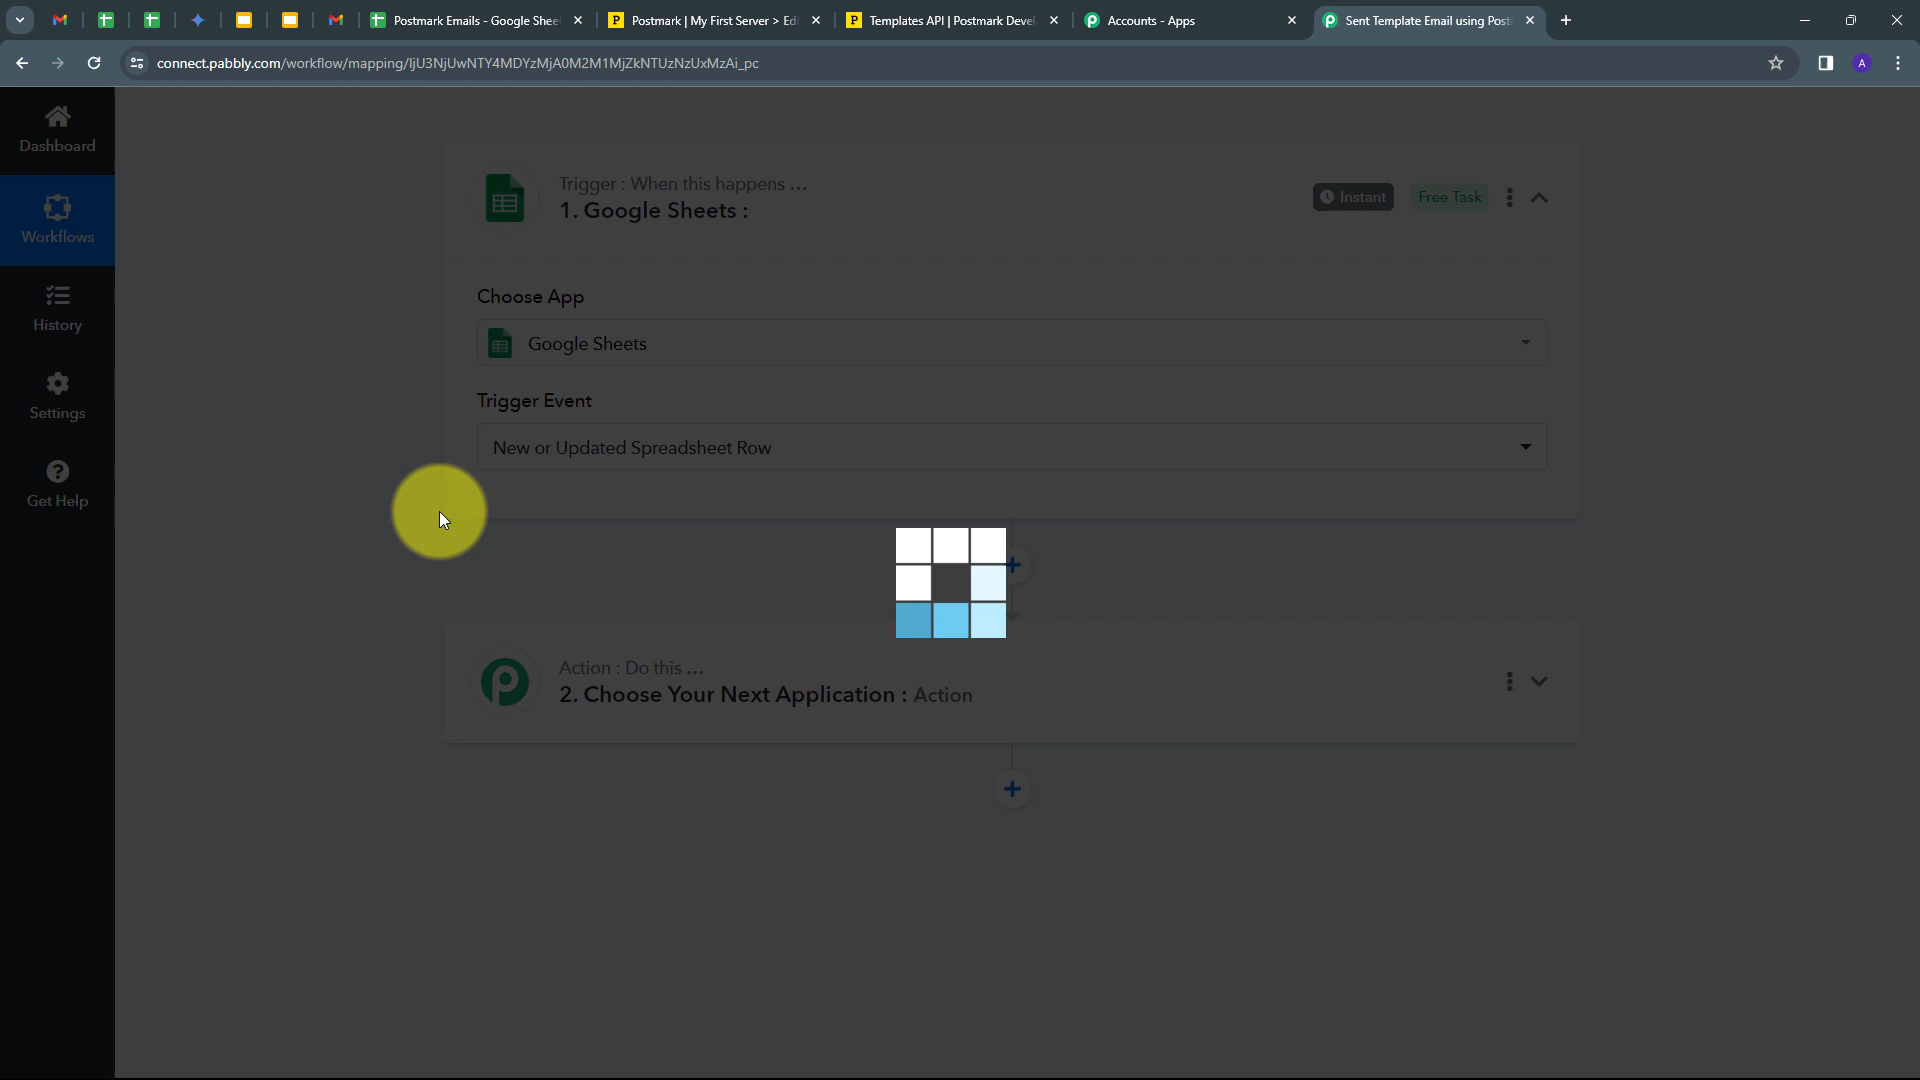 Postmark Emails - Google Shee
Postmark | My First Server > Ed
Templates API | Postmark Devel
Accounts - Apps
Sent Template Email using Post
connect.pabbly.com/workflow/mapping/IjU3NjUwNTY4MDYzMjA0M2M1MjZkNTUzNzUxMzAi_pc
A
Dashboard
Workflows
History
Settings
Get Help
Trigger : When this happens ...
1. Google Sheets :
Instant
Free Task
Choose App
Google Sheets
Trigger Event
New or Updated Spreadsheet Row
Action : Do this ...
2. Choose Your Next Application : Action